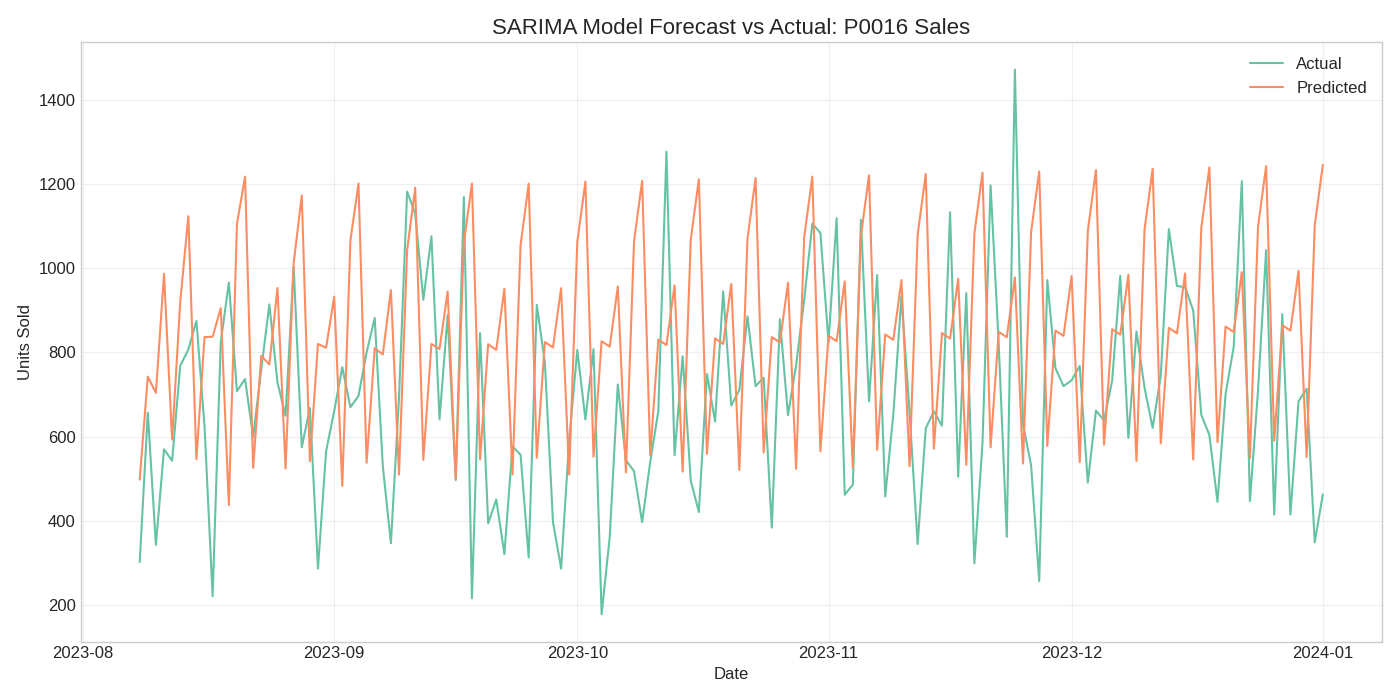 SARIMA Model Forecast vs Actual: P0016 Sales
Actual
Predicted
1400
1200
1000
800
600
400
200
Units Sold
2023-08
2023-09
2023-10
2023-11
2023-12
2024-01
Date